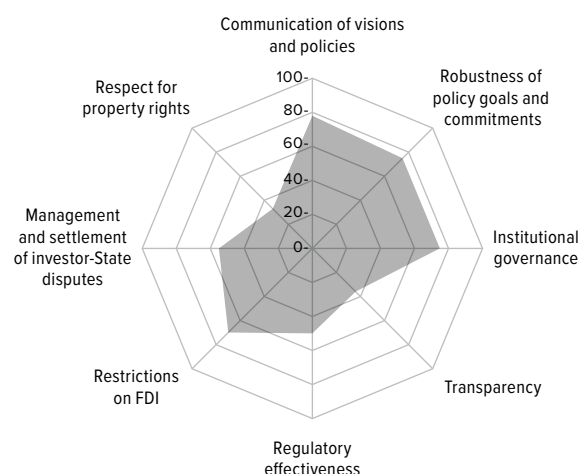 Communication of visions
and policies
Robustness of
policy goals and
commitments
Institutional
governance
Transparency
Regulatory
effectiveness
Restrictions
on FDI
Management
and settlement
of investor-State
disputes
Respect for
property rights
100-
80-
60-
40-
20-
0-